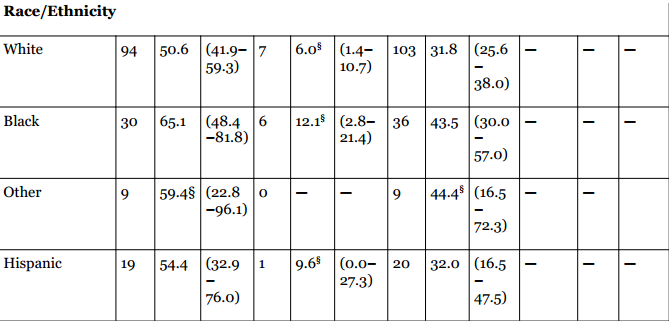 Race/Ethnicity
White 94 50.6 (41.9– 7 6.0§ (1.4– 103 31.8 (25.6 — — —
59.3) 10.7) –
38.0)
Black 30 65.1 (48.4 6 12.1§ (2.8– 36 43.5 (30.0 — — —
–81.8) 21.4) –
57.0)
Other 9 59.4§ (22.8 0 — — 9 44.4§ (16.5 — —
–96.1) –
72.3)
Hispanic 19 54.4 (32.9 1 9.6§ (0.0– 20 32.0 (16.5 — — —
– 27.3) –
76.0) 47.5)